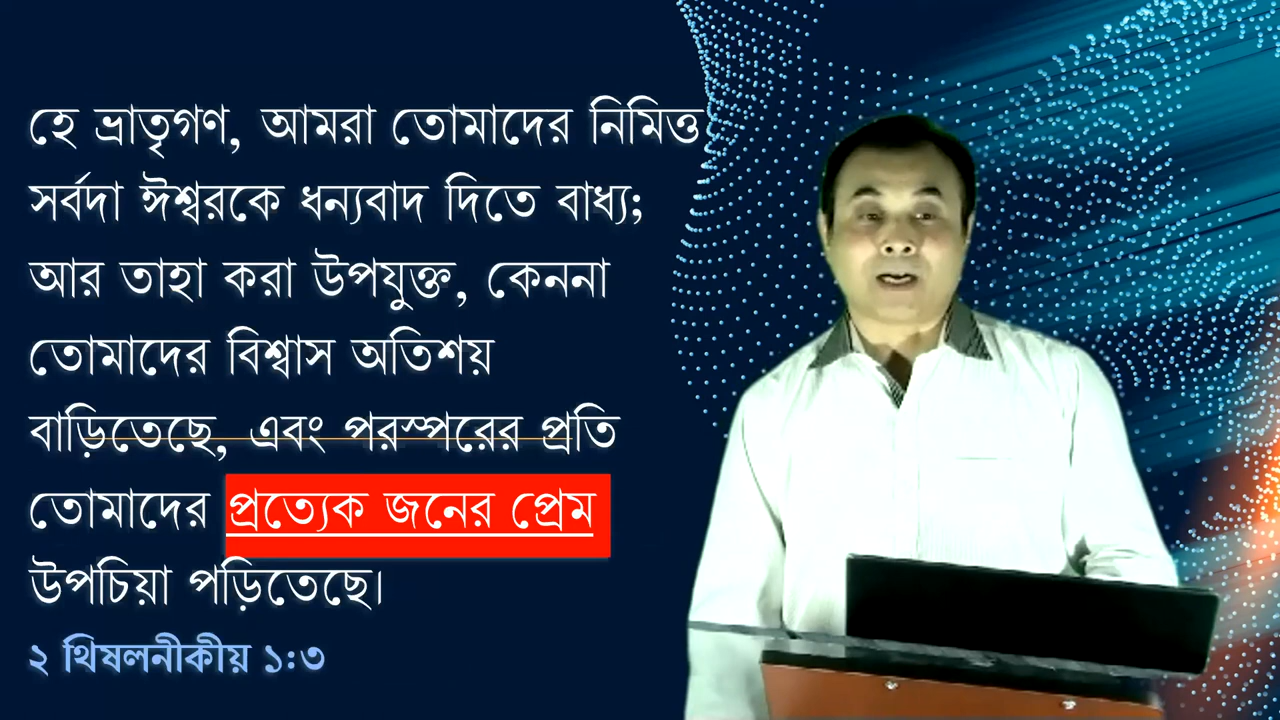 হে ভ্রাতৃগণ, আমরা তোমাদের নিমিত্ত
সর্বদা ঈশ্বরকে ধন্যবাদ দিতে বাধ্য;
আর তাহা করা উপযুক্ত, কেননা
তোমাদের বিশ্বাস অতিশয়
বাড়িতেছে, এবং পরস্পরের প্রতি
তোমাদের প্রত্যেক জনের প্রেম
উপচিয়া পড়িতেছে।
২ থিষলনীকীয় ১:৩